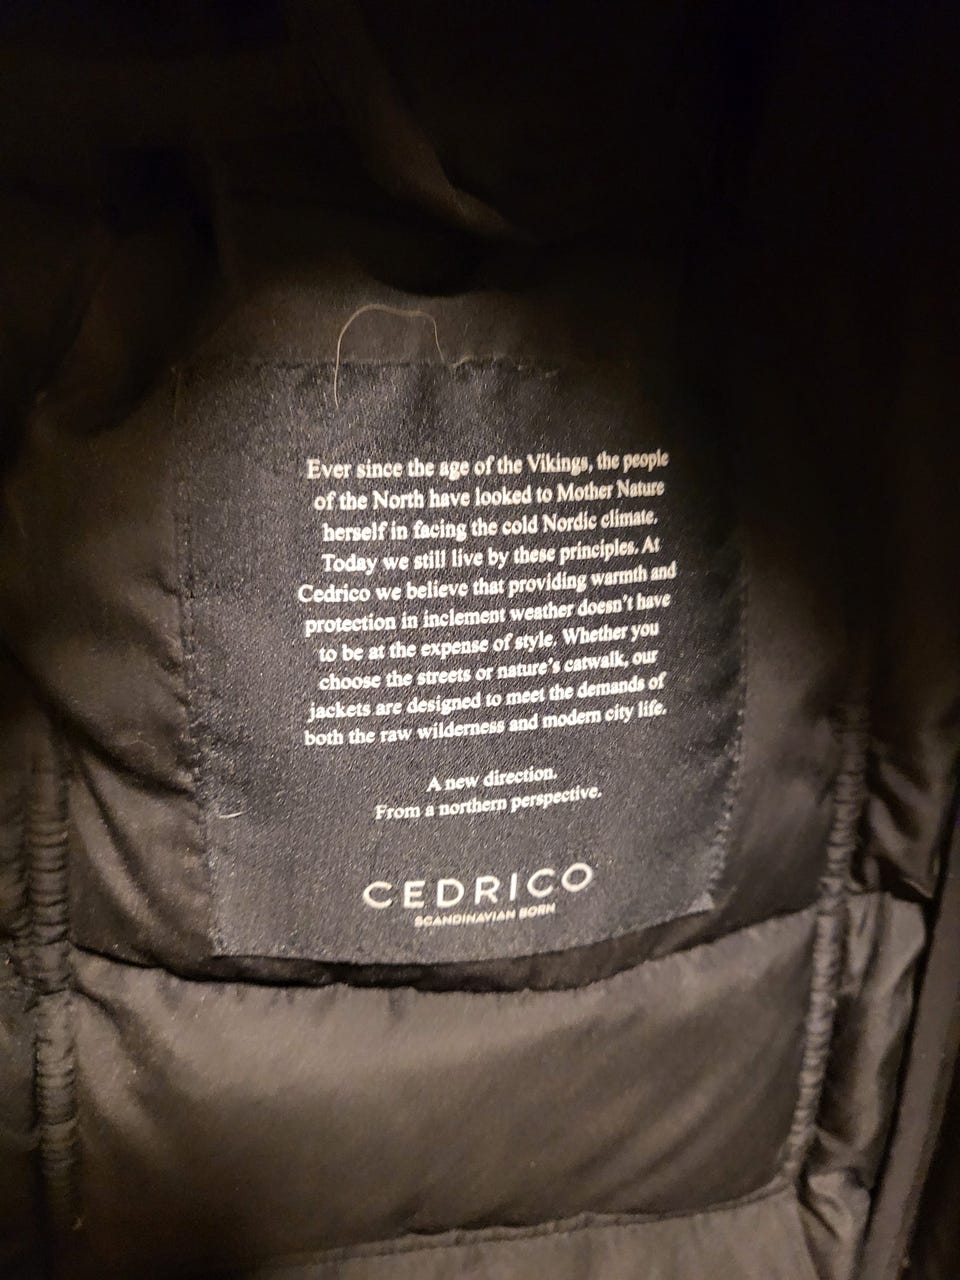 Ever since the age of the Vikings, the people
of the North have looked to Mother Nature
herself in facing the cold Nordic climate.
Today we still live by these principles. At
Cedrico we believe that providing warmth and
protection in inclement weather doesn't have
to be at the expense of style. Whether you
choose the streets or nature's catwalk, our
jackets are designed to meet the demands of
both the raw wilderness and modern city life.
A new direction.
From a northern perspective.
CEDRICO
SCANDINAVIAN BORN